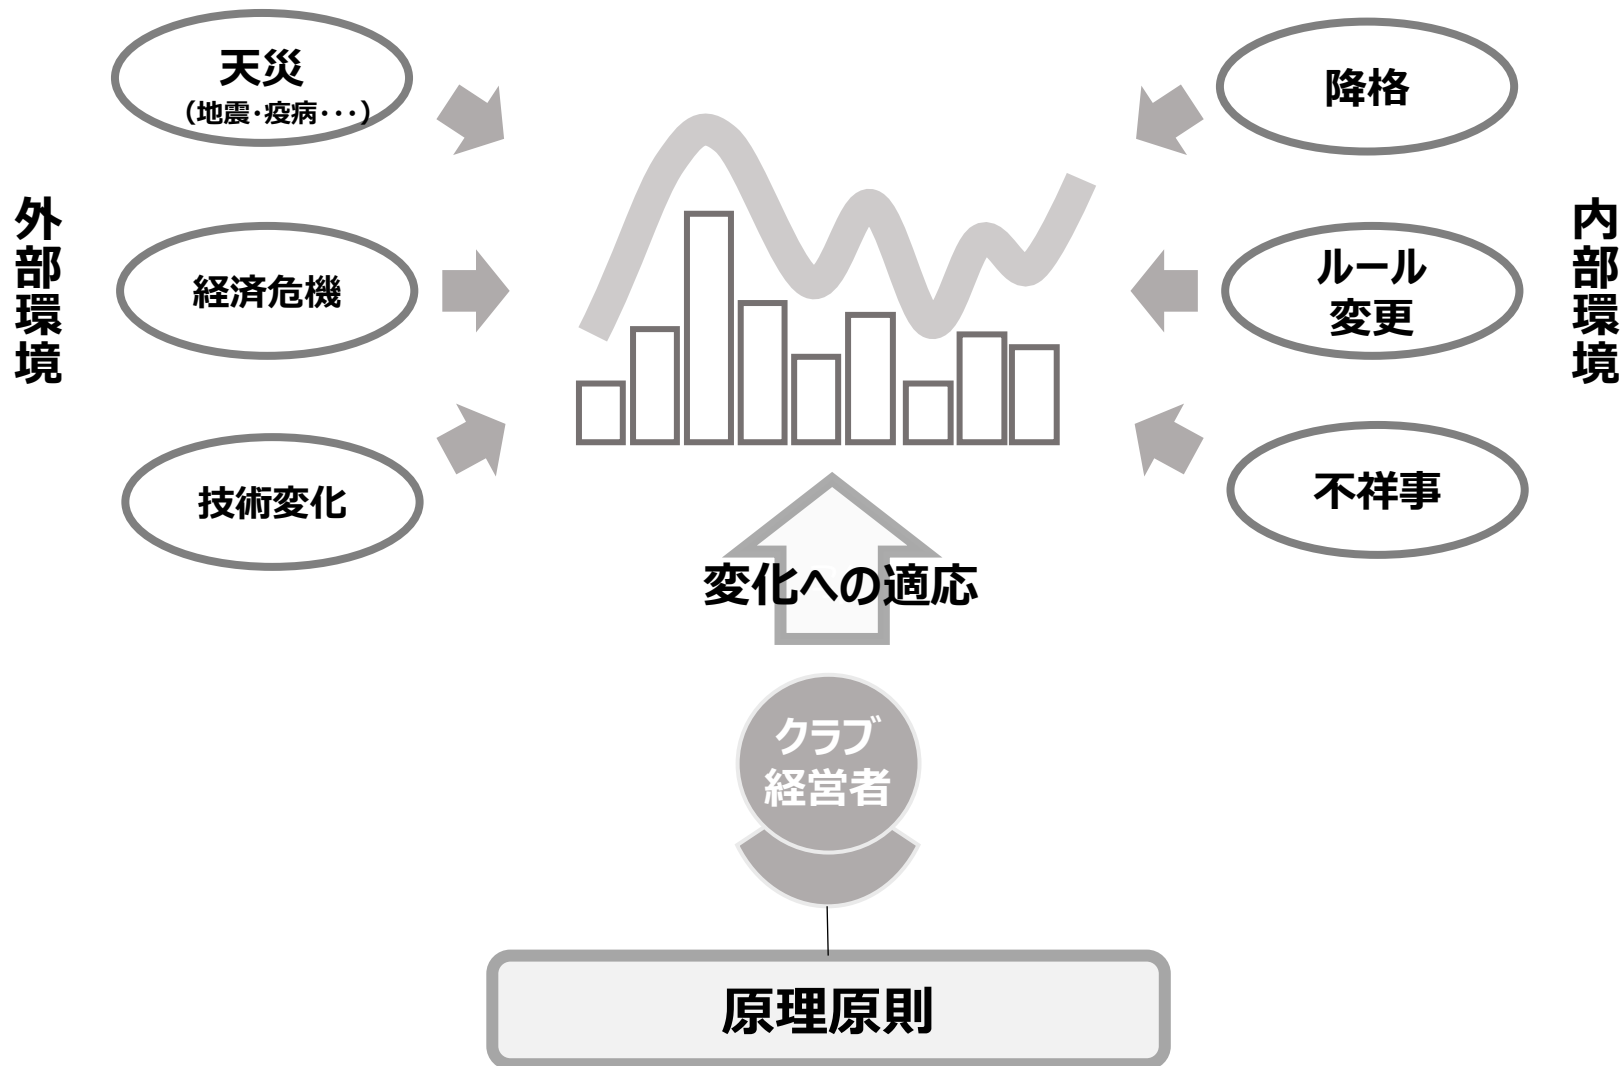 天災
（地震・疫病・・・）
降格
外部環境
内部環境
経済危機
ルール
変更
技術変化
不祥事
変化への適応
クラブ
経営者
原理原則